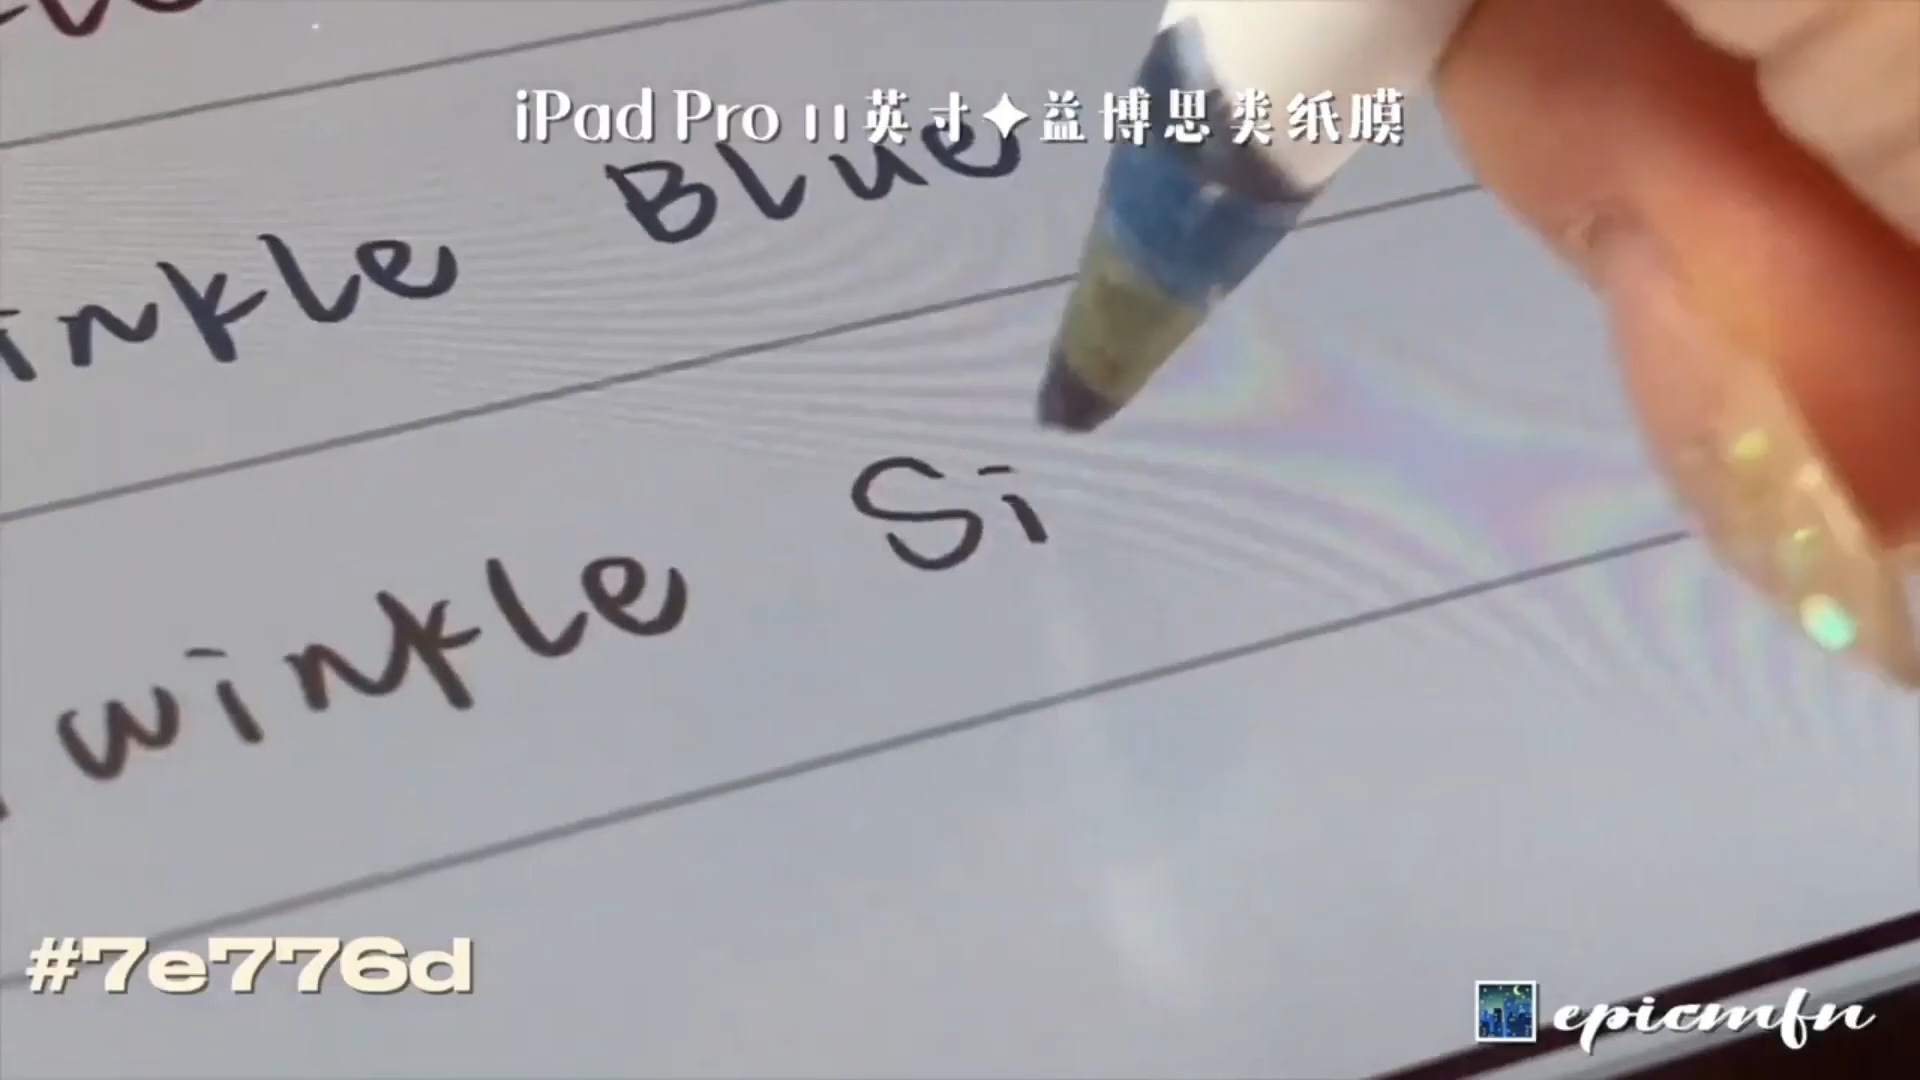 iPad Pro 11英寸✦益博思类纸膜
inkle Blue
winkle Si
#7e776d
epicmfn